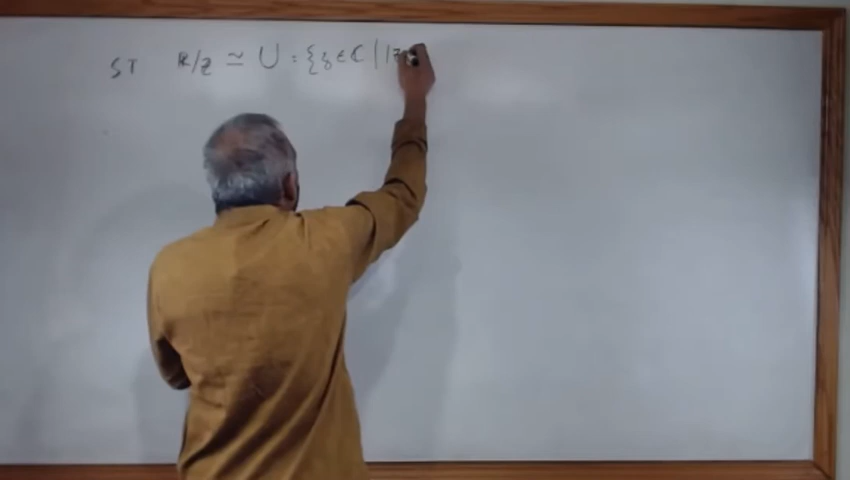 ST R/Z ≃ U = {z ∈ ℂ | |z